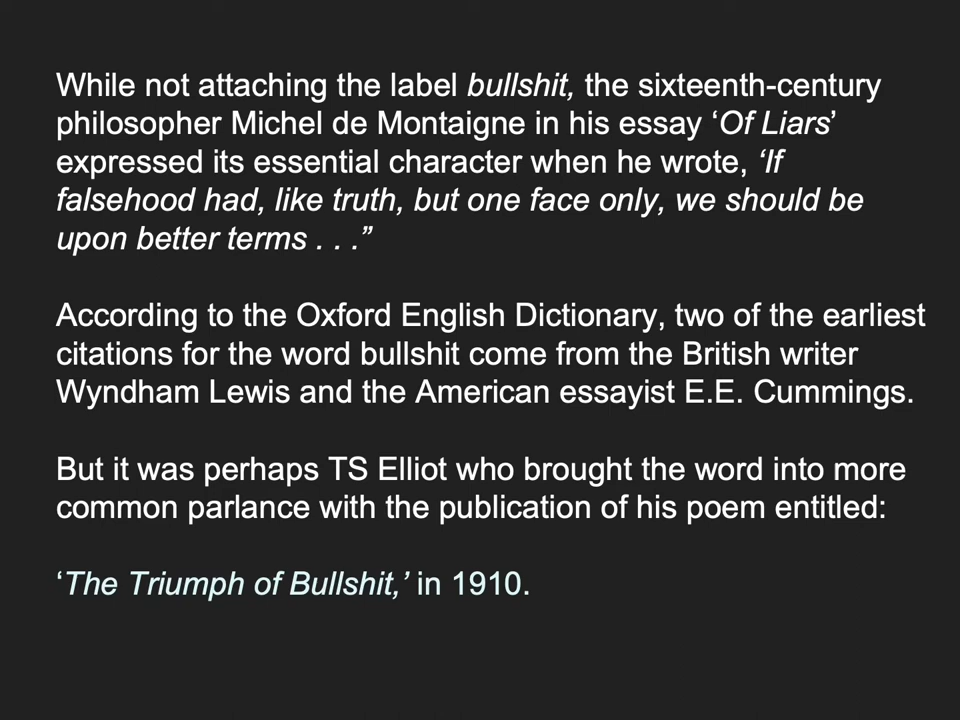 While not attaching the label bullshit, the sixteenth-century
philosopher Michel de Montaigne in his essay ‘Of Liars’
expressed its essential character when he wrote, ‘If
falsehood had, like truth, but one face only, we should be
upon better terms . . .”
According to the Oxford English Dictionary, two of the earliest
citations for the word bullshit come from the British writer
Wyndham Lewis and the American essayist E.E. Cummings.
But it was perhaps TS Elliot who brought the word into more
common parlance with the publication of his poem entitled:
‘The Triumph of Bullshit,’ in 1910.